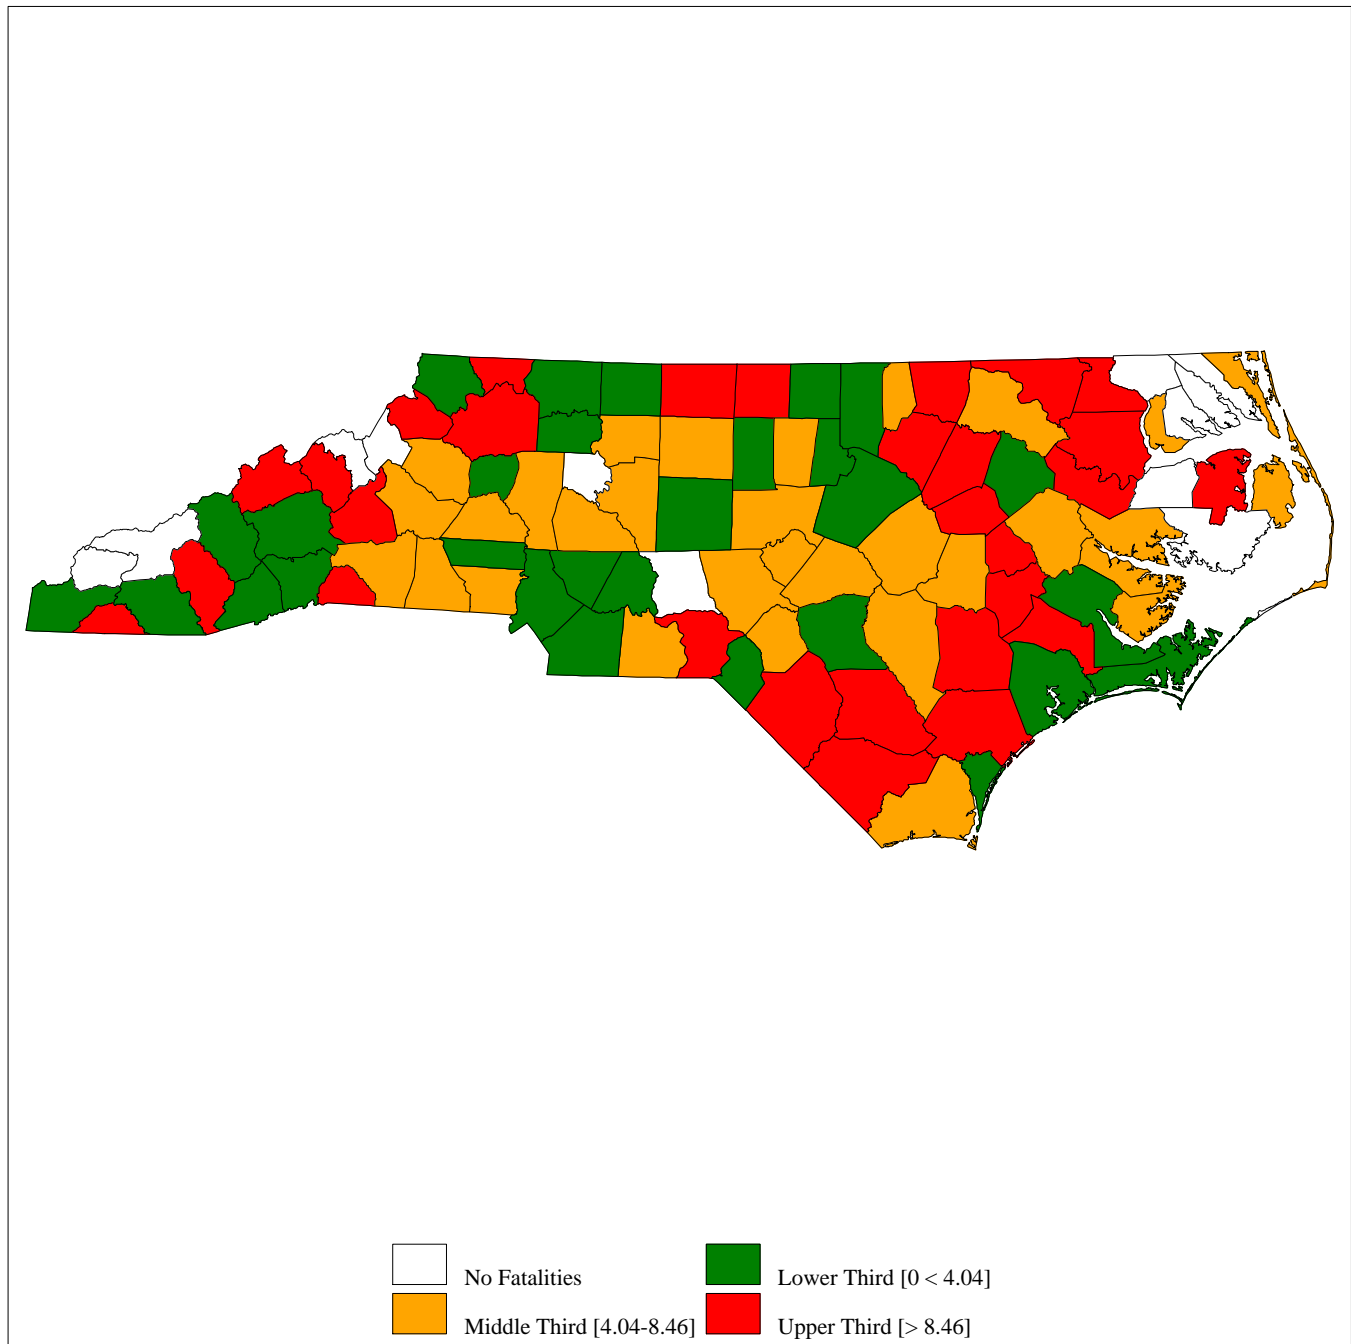 No Fatalities
Lower Third [0 < 4.04]
Middle Third [4.04-8.46]
Upper Third [> 8.46]